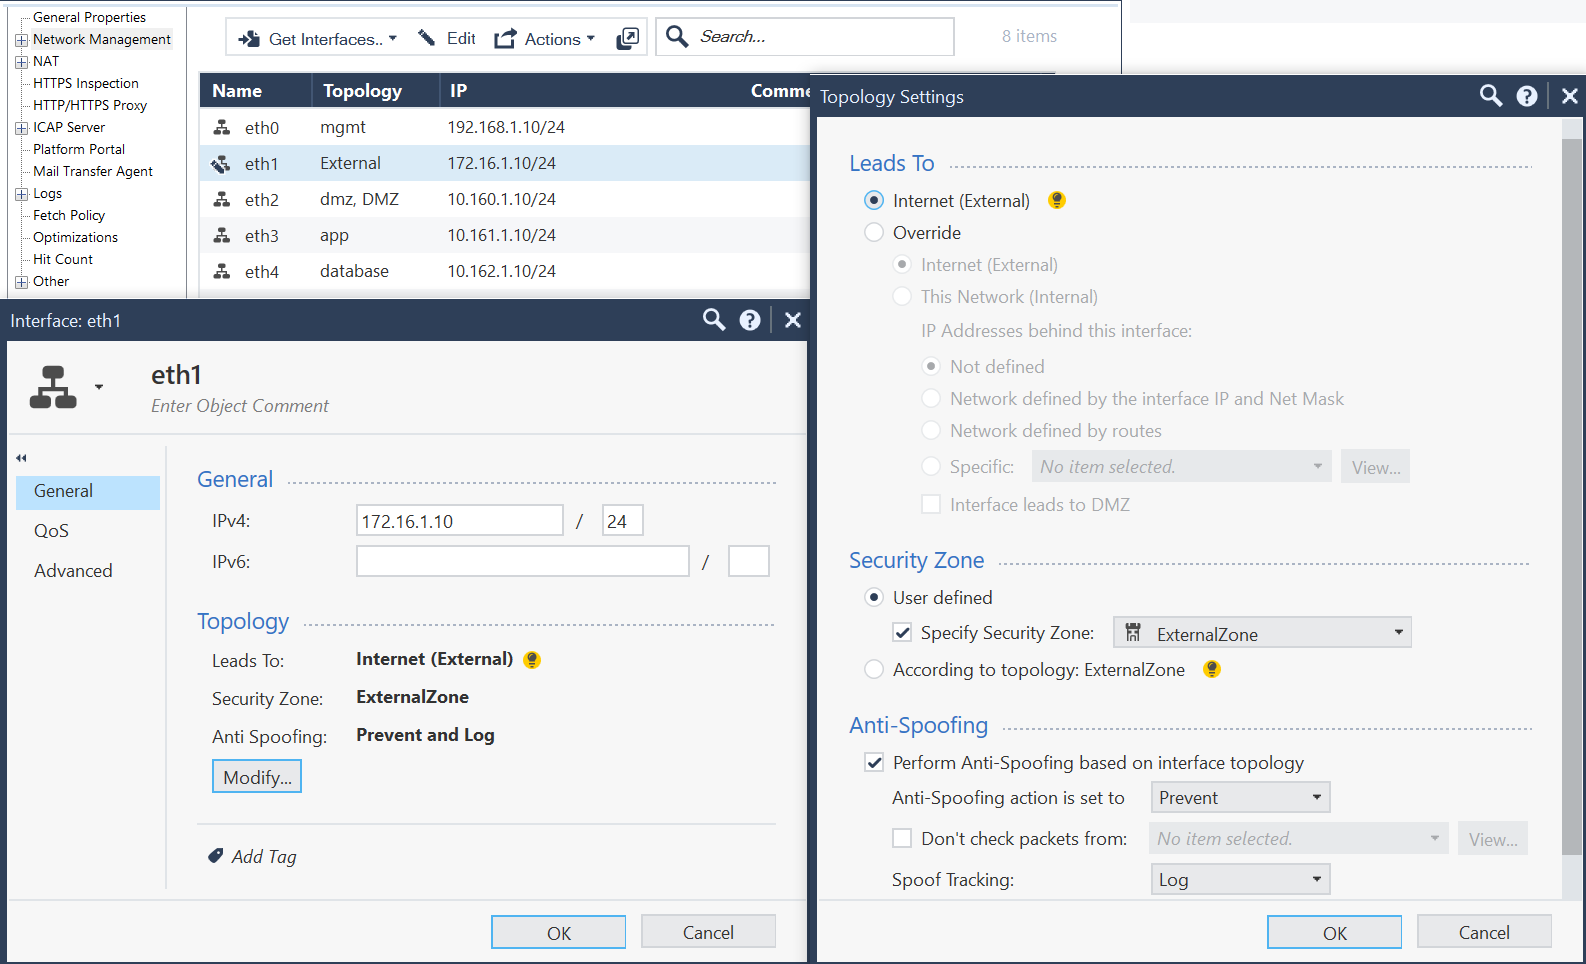 General Properties
Network Management
NAT
HTTPS Inspection
HTTP/HTTPS Proxy
ICAP Server
Platform Portal
Mail Transfer Agent
Logs
Fetch Policy
Optimizations
Hit Count
Other
Get Interfaces.. Edit Actions Search... 8 items
Name Topology IP Comme
eth0 mgmt 192.168.1.10/24
eth1 External 172.16.1.10/24
eth2 dmz, DMZ 10.160.1.10/24
eth3 app 10.161.1.10/24
eth4 database 10.162.1.10/24
Interface: eth1
eth1
Enter Object Comment
General
QoS
Advanced
General
IPv4: 172.16.1.10 / 24
IPv6: /
Topology
Leads To: Internet (External)
Security Zone: ExternalZone
Anti Spoofing: Prevent and Log
Modify...
Add Tag
OK Cancel
Topology Settings
Leads To
Internet (External)
Override
Internet (External)
This Network (Internal)
IP Addresses behind this interface:
Not defined
Network defined by the interface IP and Net Mask
Network defined by routes
Specific: No item selected. View...
Interface leads to DMZ
Security Zone
User defined
Specify Security Zone: ExternalZone
According to topology: ExternalZone
Anti-Spoofing
Perform Anti-Spoofing based on interface topology
Anti-Spoofing action is set to Prevent
Don't check packets from: No item selected. View...
Spoof Tracking: Log
OK Cancel